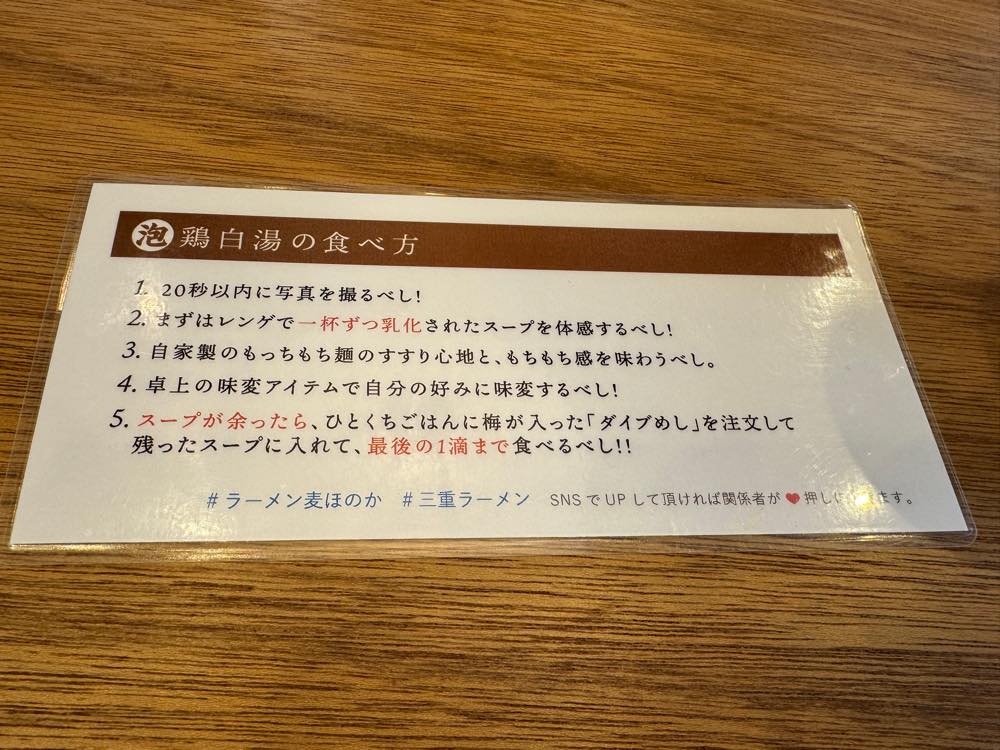 泡 鶏白湯の食べ方
1. 20秒以内に写真を撮るべし!
2. まずはレンゲで一杯ずつ乳化されたスープを体感するべし!
3. 自家製のもっちもち麺のすすり心地と、もちもち感を味わうべし。
4. 卓上の味変アイテムで自分の好みに味変するべし!
5. スープが余ったら、ひとくちごはんに梅が入った「ダイブめし」を注文して
残ったスープに入れて、最後の1滴まで食べるべし!!
#ラーメン麦ほのか #三重ラーメン SNSでUPして頂ければ関係者が♥押しに ます。